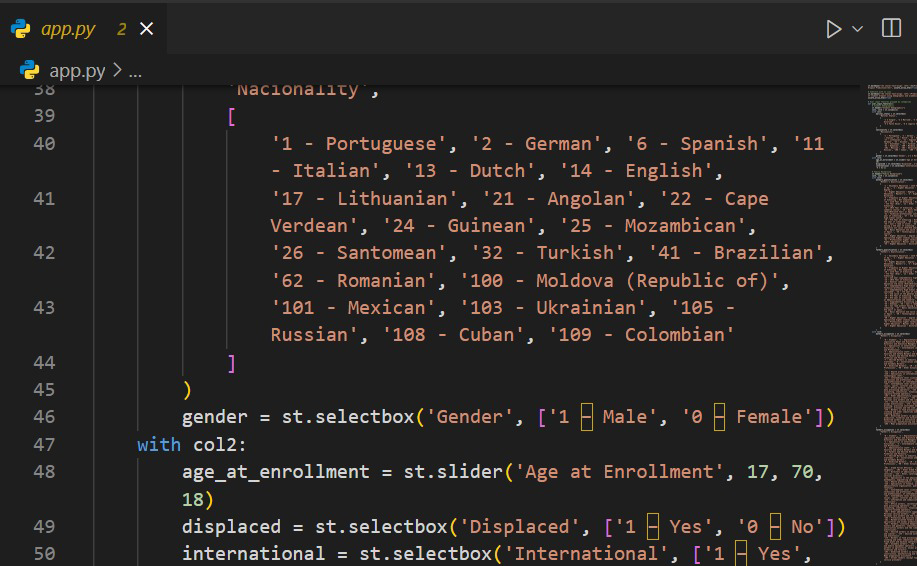 app.py 2
app.py > ...
38 'Nacionality',
39 [
40 '1 - Portuguese', '2 - German', '6 - Spanish', '11
- Italian', '13 - Dutch', '14 - English',
41 '17 - Lithuanian', '21 - Angolan', '22 - Cape
Verdean', '24 - Guinean', '25 - Mozambican',
42 '26 - Santomean', '32 - Turkish', '41 - Brazilian',
'62 - Romanian', '100 - Moldova (Republic of)',
43 '101 - Mexican', '103 - Ukrainian', '105 -
Russian', '108 - Cuban', '109 - Colombian'
44 ]
45 )
46 gender = st.selectbox('Gender', ['1 – Male', '0 – Female'])
47 with col2:
48 age_at_enrollment = st.slider('Age at Enrollment', 17, 70,
18)
49 displaced = st.selectbox('Displaced', ['1 – Yes', '0 – No'])
50 international = st.selectbox('International', ['1 – Yes',